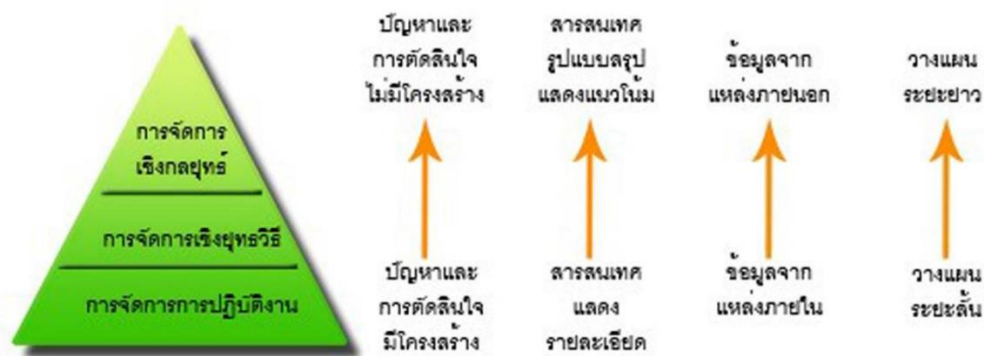 การจัดการ
เชิงกลยุทธ์
การจัดการเชิงยุทธวิธี
การจัดการการปฏิบัติงาน
ปัญหาและ
การตัดสินใจ
ไม่มีโครงสร้าง
สารสนเทศ
รูปแบบสรุป
แสดงแนวโน้ม
ข้อมูลจาก
แหล่งภายนอก
วางแผน
ระยะยาว
ปัญหาและ
การตัดสินใจ
มีโครงสร้าง
สารสนเทศ
แสดง
รายละเอียด
ข้อมูลจาก
แหล่งภายใน
วางแผน
ระยะสั้น